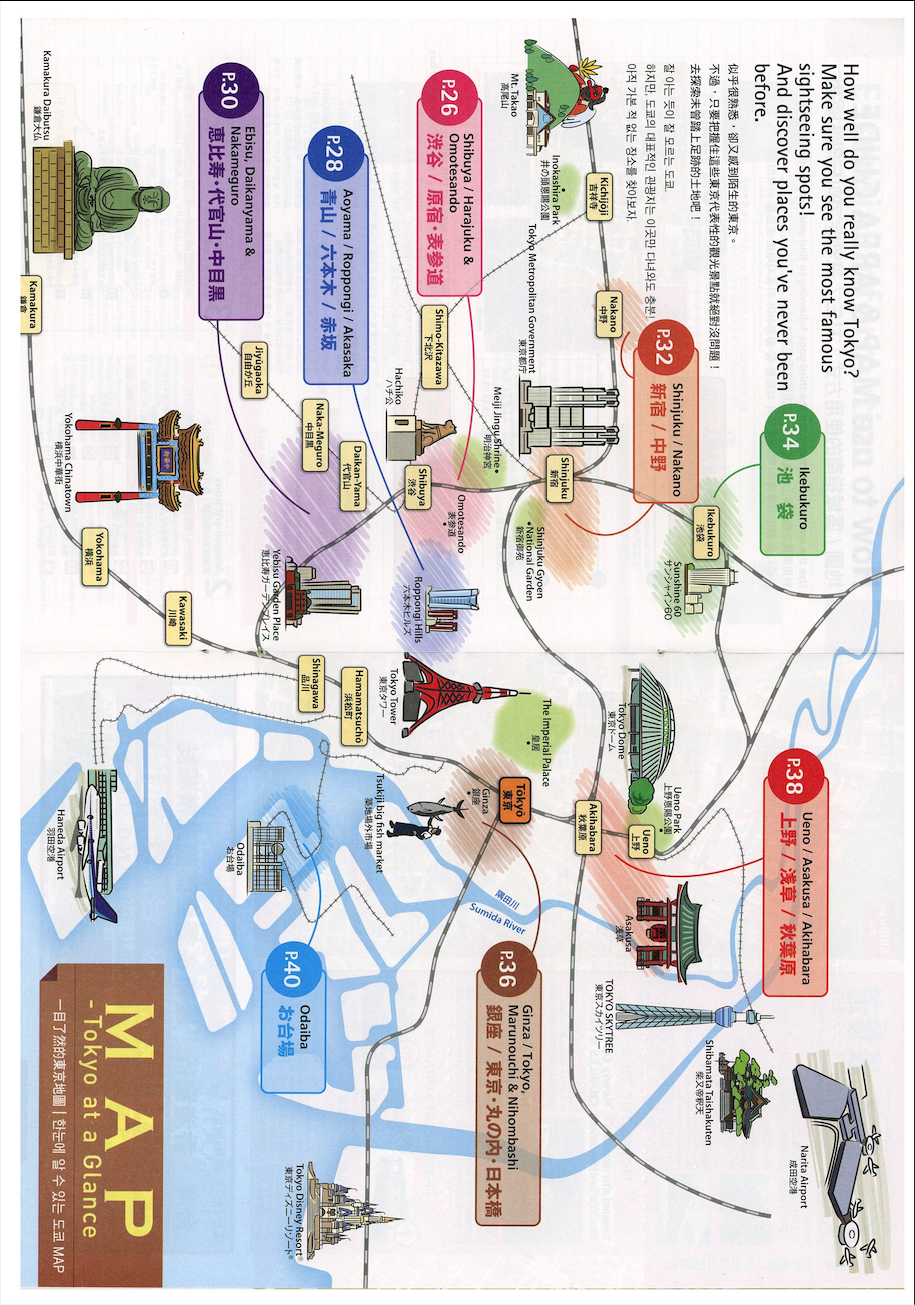 How well do you really know Tokyo?
Make sure you see the most famous
sightseeing spots!
And discover places you've never been
before.
似乎很熟悉，卻又感到陌生的東京。
不過，只要把握住這些東京代表性的觀光景點就絕對沒問題！
去探索未曾踏上足跡的土地吧！
잘 아는 듯이 잘 모르는 도쿄.
하지만, 도쿄의 대표적인 관광지는 이곳만 다녀와도 충분!
아직 가본 적 없는 장소를 찾아보자.
P.34
Ikebukuro
池 袋
P.32
Shinjuku / Nakano
新宿 / 中野
P.38
Ueno / Asakusa / Akihabara
上野 / 浅草 / 秋葉原
P.26
Shibuya / Harajuku &
Omotesando
渋谷 / 原宿・表参道
P.28
Aoyama / Roppongi / Akasaka
青山 / 六本木 / 赤坂
P.30
Ebisu, Daikanyama &
Nakameguro
恵比寿・代官山・中目黒
P.36
Ginza / Tokyo,
Marunouchi & Nihombashi
銀座 / 東京・丸の内・日本橋
P.40
Odaiba
お台場
Mt. Takao
高尾山
Inokashira Park
井の頭恩賜公園
Kichijōji
吉祥寺
Nakano
中野
Tokyo Metropolitan Government
東京都庁
Shinjuku
新宿
Shinjuku Gyoen
National Garden
新宿御苑
Ikebukuro
池袋
Sunshine 60
サンシャイン60
Meiji Jingu Shrine
明治神宮
Shimo-Kitazawa
下北沢
Hachiko
ハチ公
Shibuya
渋谷
Omotesando
表参道
Roppongi Hills
六本木ヒルズ
Jiyūgaoka
自由が丘
Naka-Meguro
中目黒
Daikan-Yama
代官山
Yebisu Garden Place
恵比寿ガーデンプレイス
Kamakura Daibutsu
鎌倉大仏
Kamakura
鎌倉
Yokohama Chinatown
横浜中華街
Yokohama
横浜
Kawasaki
川崎
Shinagawa
品川
Hamamatsuchō
浜松町
Tokyo Tower
東京タワー
The Imperial Palace
皇居
Tokyo Dome
東京ドーム
Ueno Park
上野恩賜公園
Ueno
上野
Akihabara
秋葉原
Tōkyō
東京
Ginza
銀座
Tsukiji big fish market
築地場外市場
Odaiba
お台場
Haneda Airport
羽田空港
Asakusa
浅草
隅田川
Sumida River
TOKYO SKYTREE
東京スカイツリー
Shibamata Taishakuten
柴又帝釈天
Narita Airport
成田空港
Tokyo Disney Resort®
東京ディズニーリゾート®
MAP
-Tokyo at a Glance
一目了然的東京地圖 | 한눈에 알 수 있는 도쿄 MAP